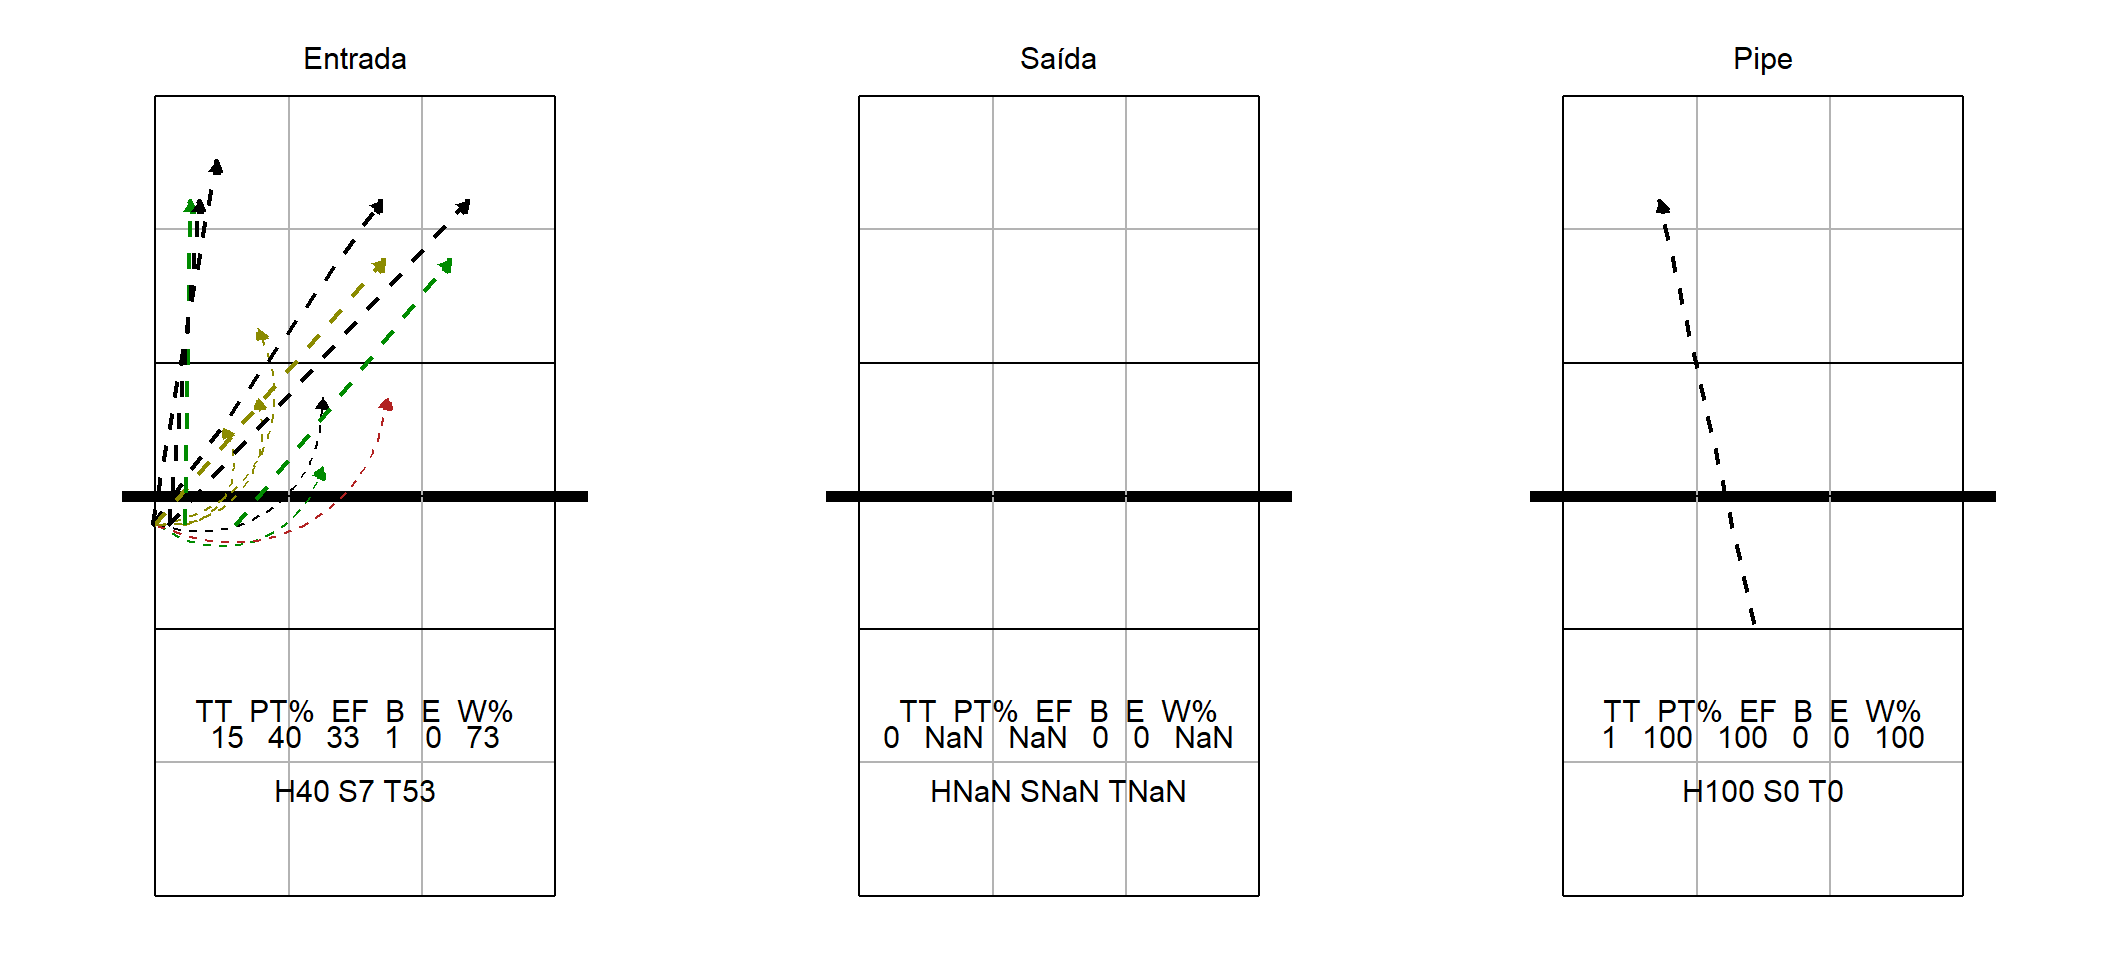 Entrada
TT PT% EF B E W%
15 40 33 1 0 73
H40 S7 T53
Saída
TT PT% EF B E W%
0 NaN NaN 0 0 NaN
HNaN SNaN TNaN
Pipe
TT PT% EF B E W%
1 100 100 0 0 100
H100 S0 T0